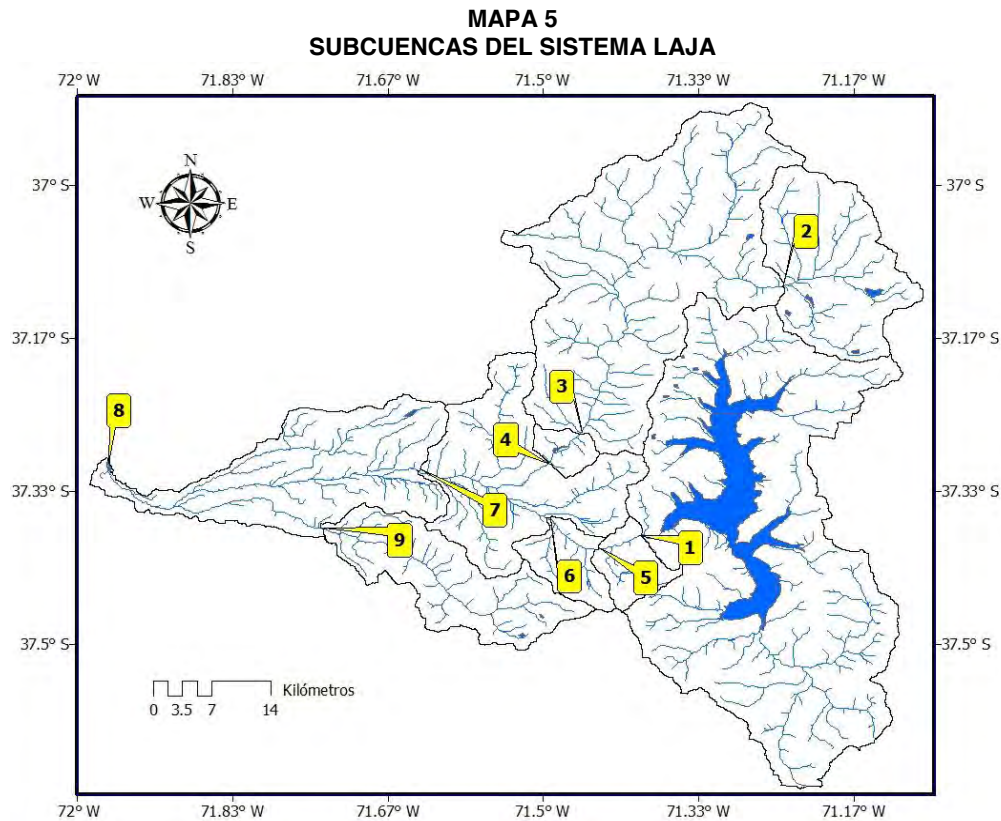 MAPA 5
SUBCUENCAS DEL SISTEMA LAJA
72° W 71.83° W 71.67° W 71.5° W 71.33° W 71.17° W
N
W E
S
37° S 37° S
2
37.17° S 37.17° S
3
8
4
37.33° S 37.33° S
7
9
1
6
5
37.5° S 37.5° S
Kilómetros
0 3.5 7 14
72° W 71.83° W 71.67° W 71.5° W 71.33° W 71.17° W